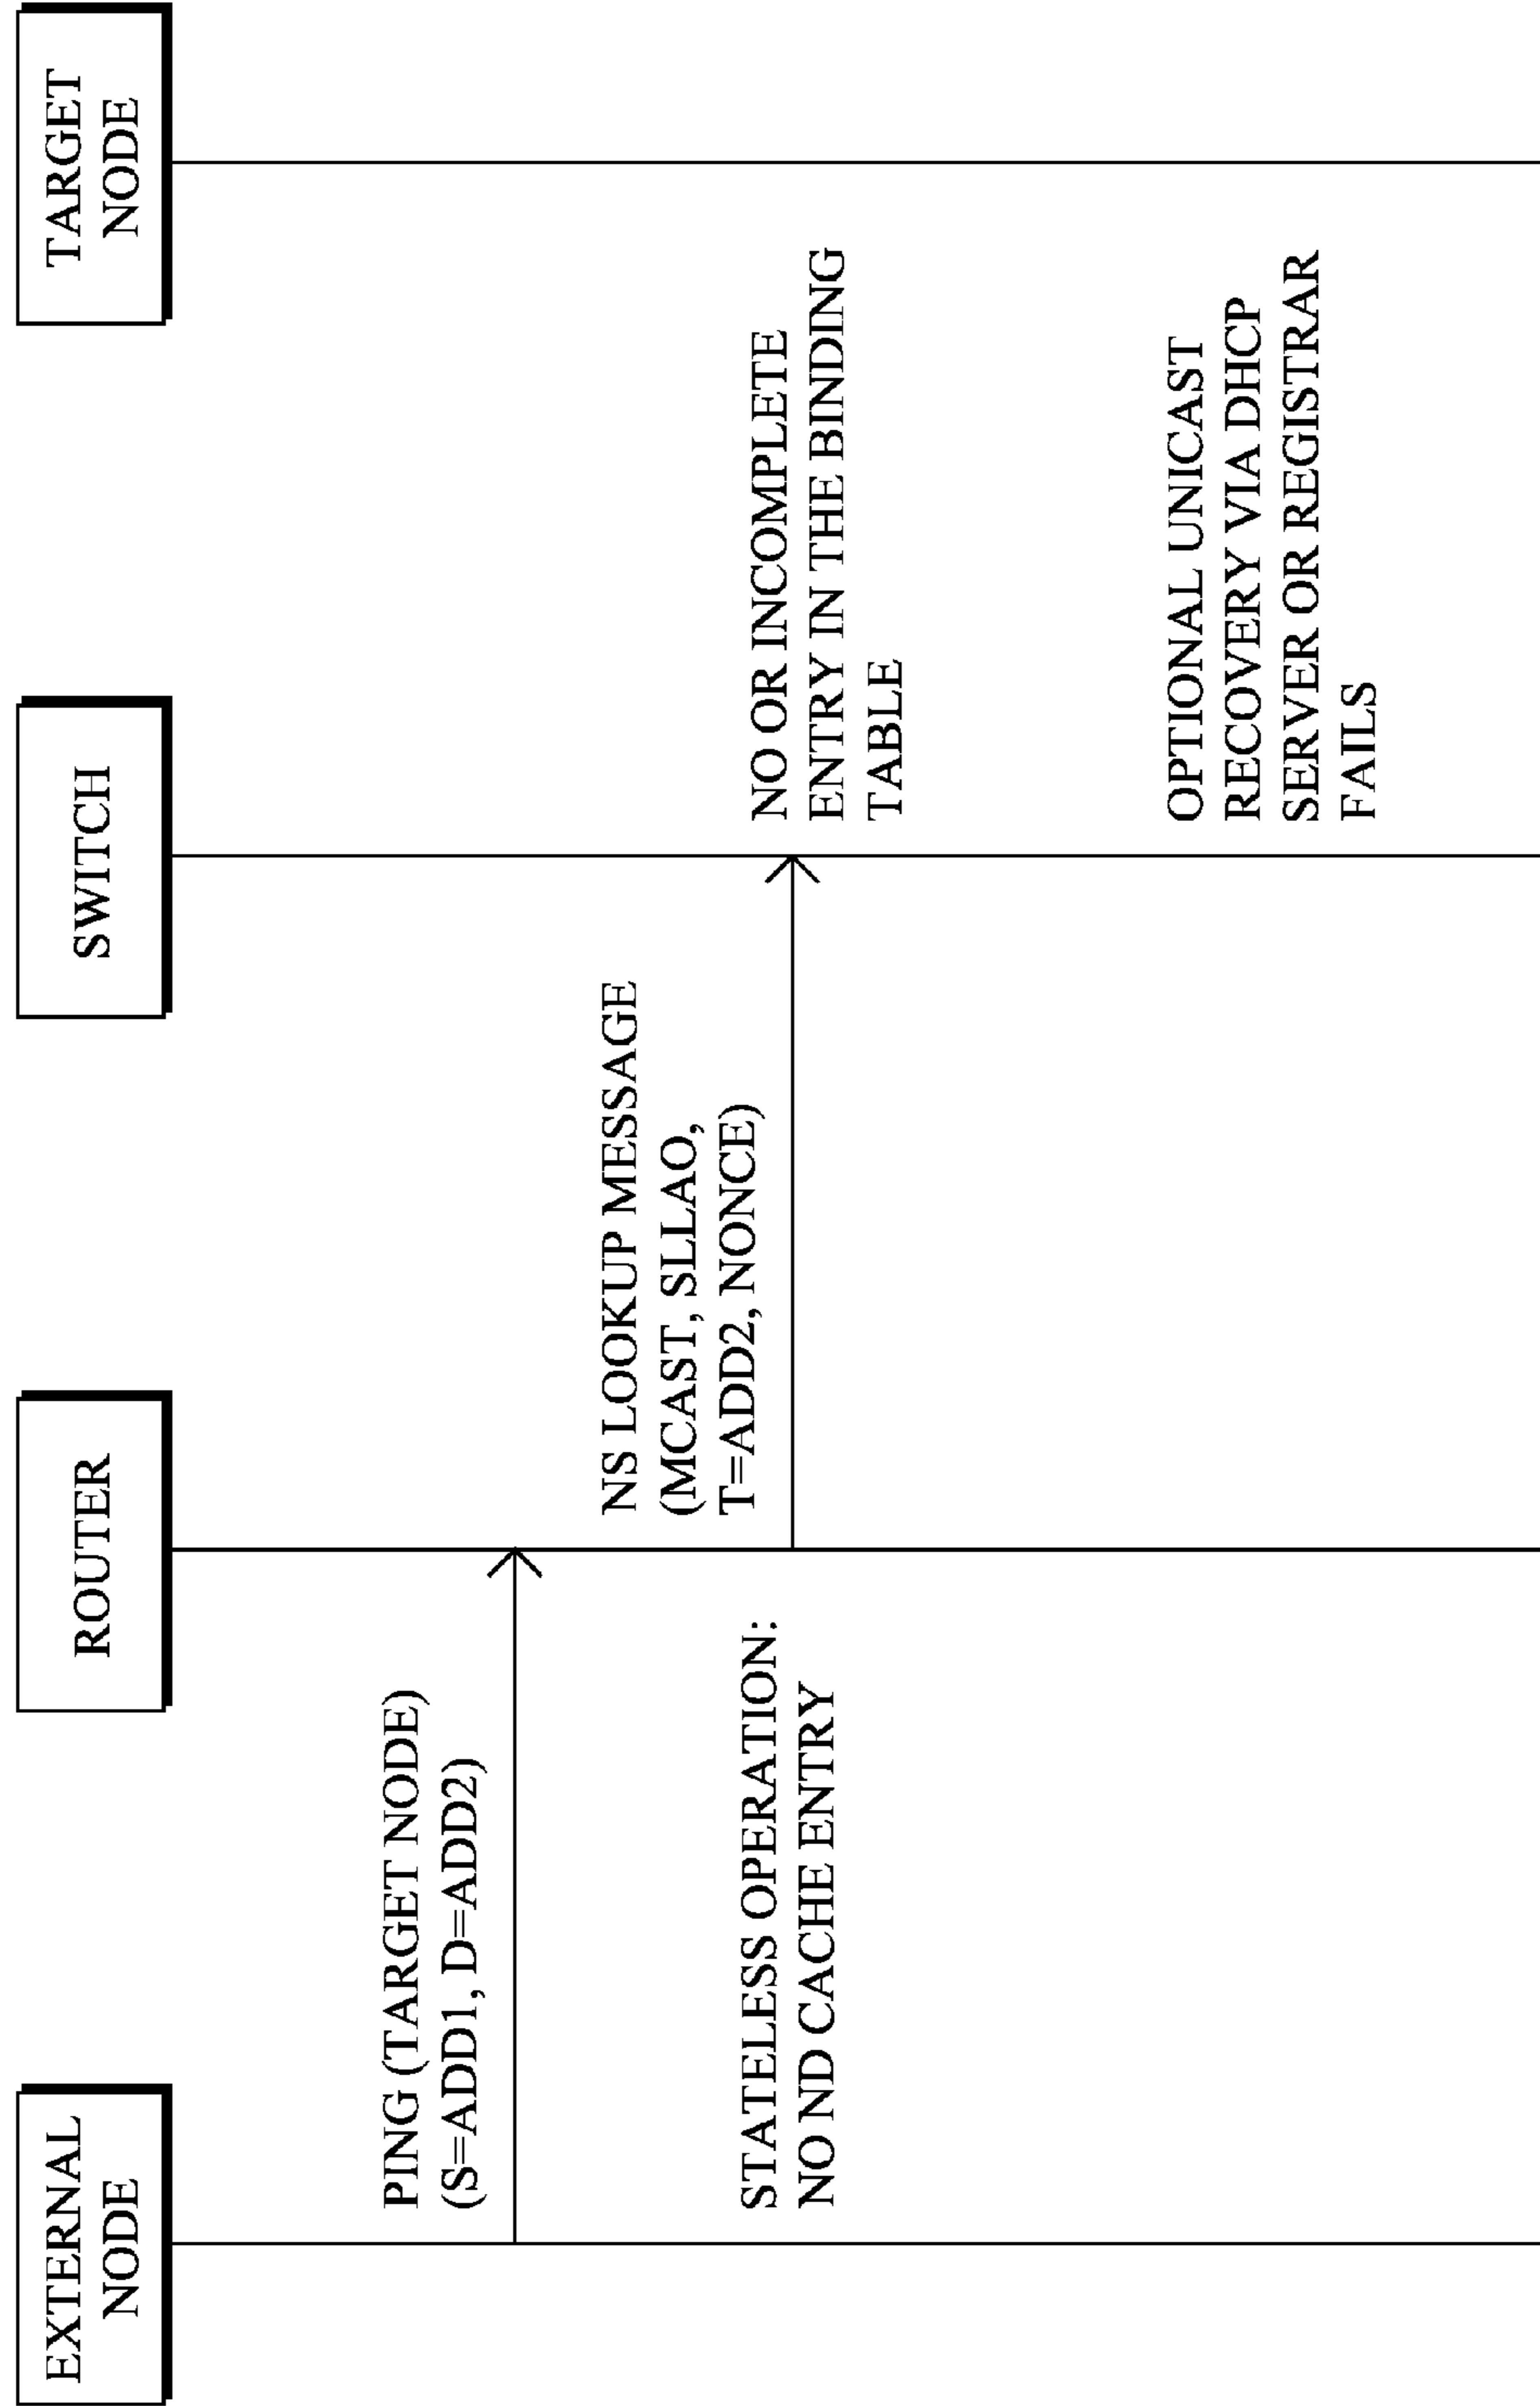 EXTERNAL
NODE
ROUTER
SWITCH
TARGET
NODE
PING (TARGET NODE)
(S=ADD1, D=ADD2)
STATELESS OPERATION:
NO ND CACHE ENTRY
NS LOOKUP MESSAGE
(MCAST, SLLAO,
T=ADD2, NONCE)
NO OR INCOMPLETE
ENTRY IN THE BINDING
TABLE
OPTIONAL UNICAST
RECOVERY VIA DHCP
SERVER OR REGISTRAR
FAILS